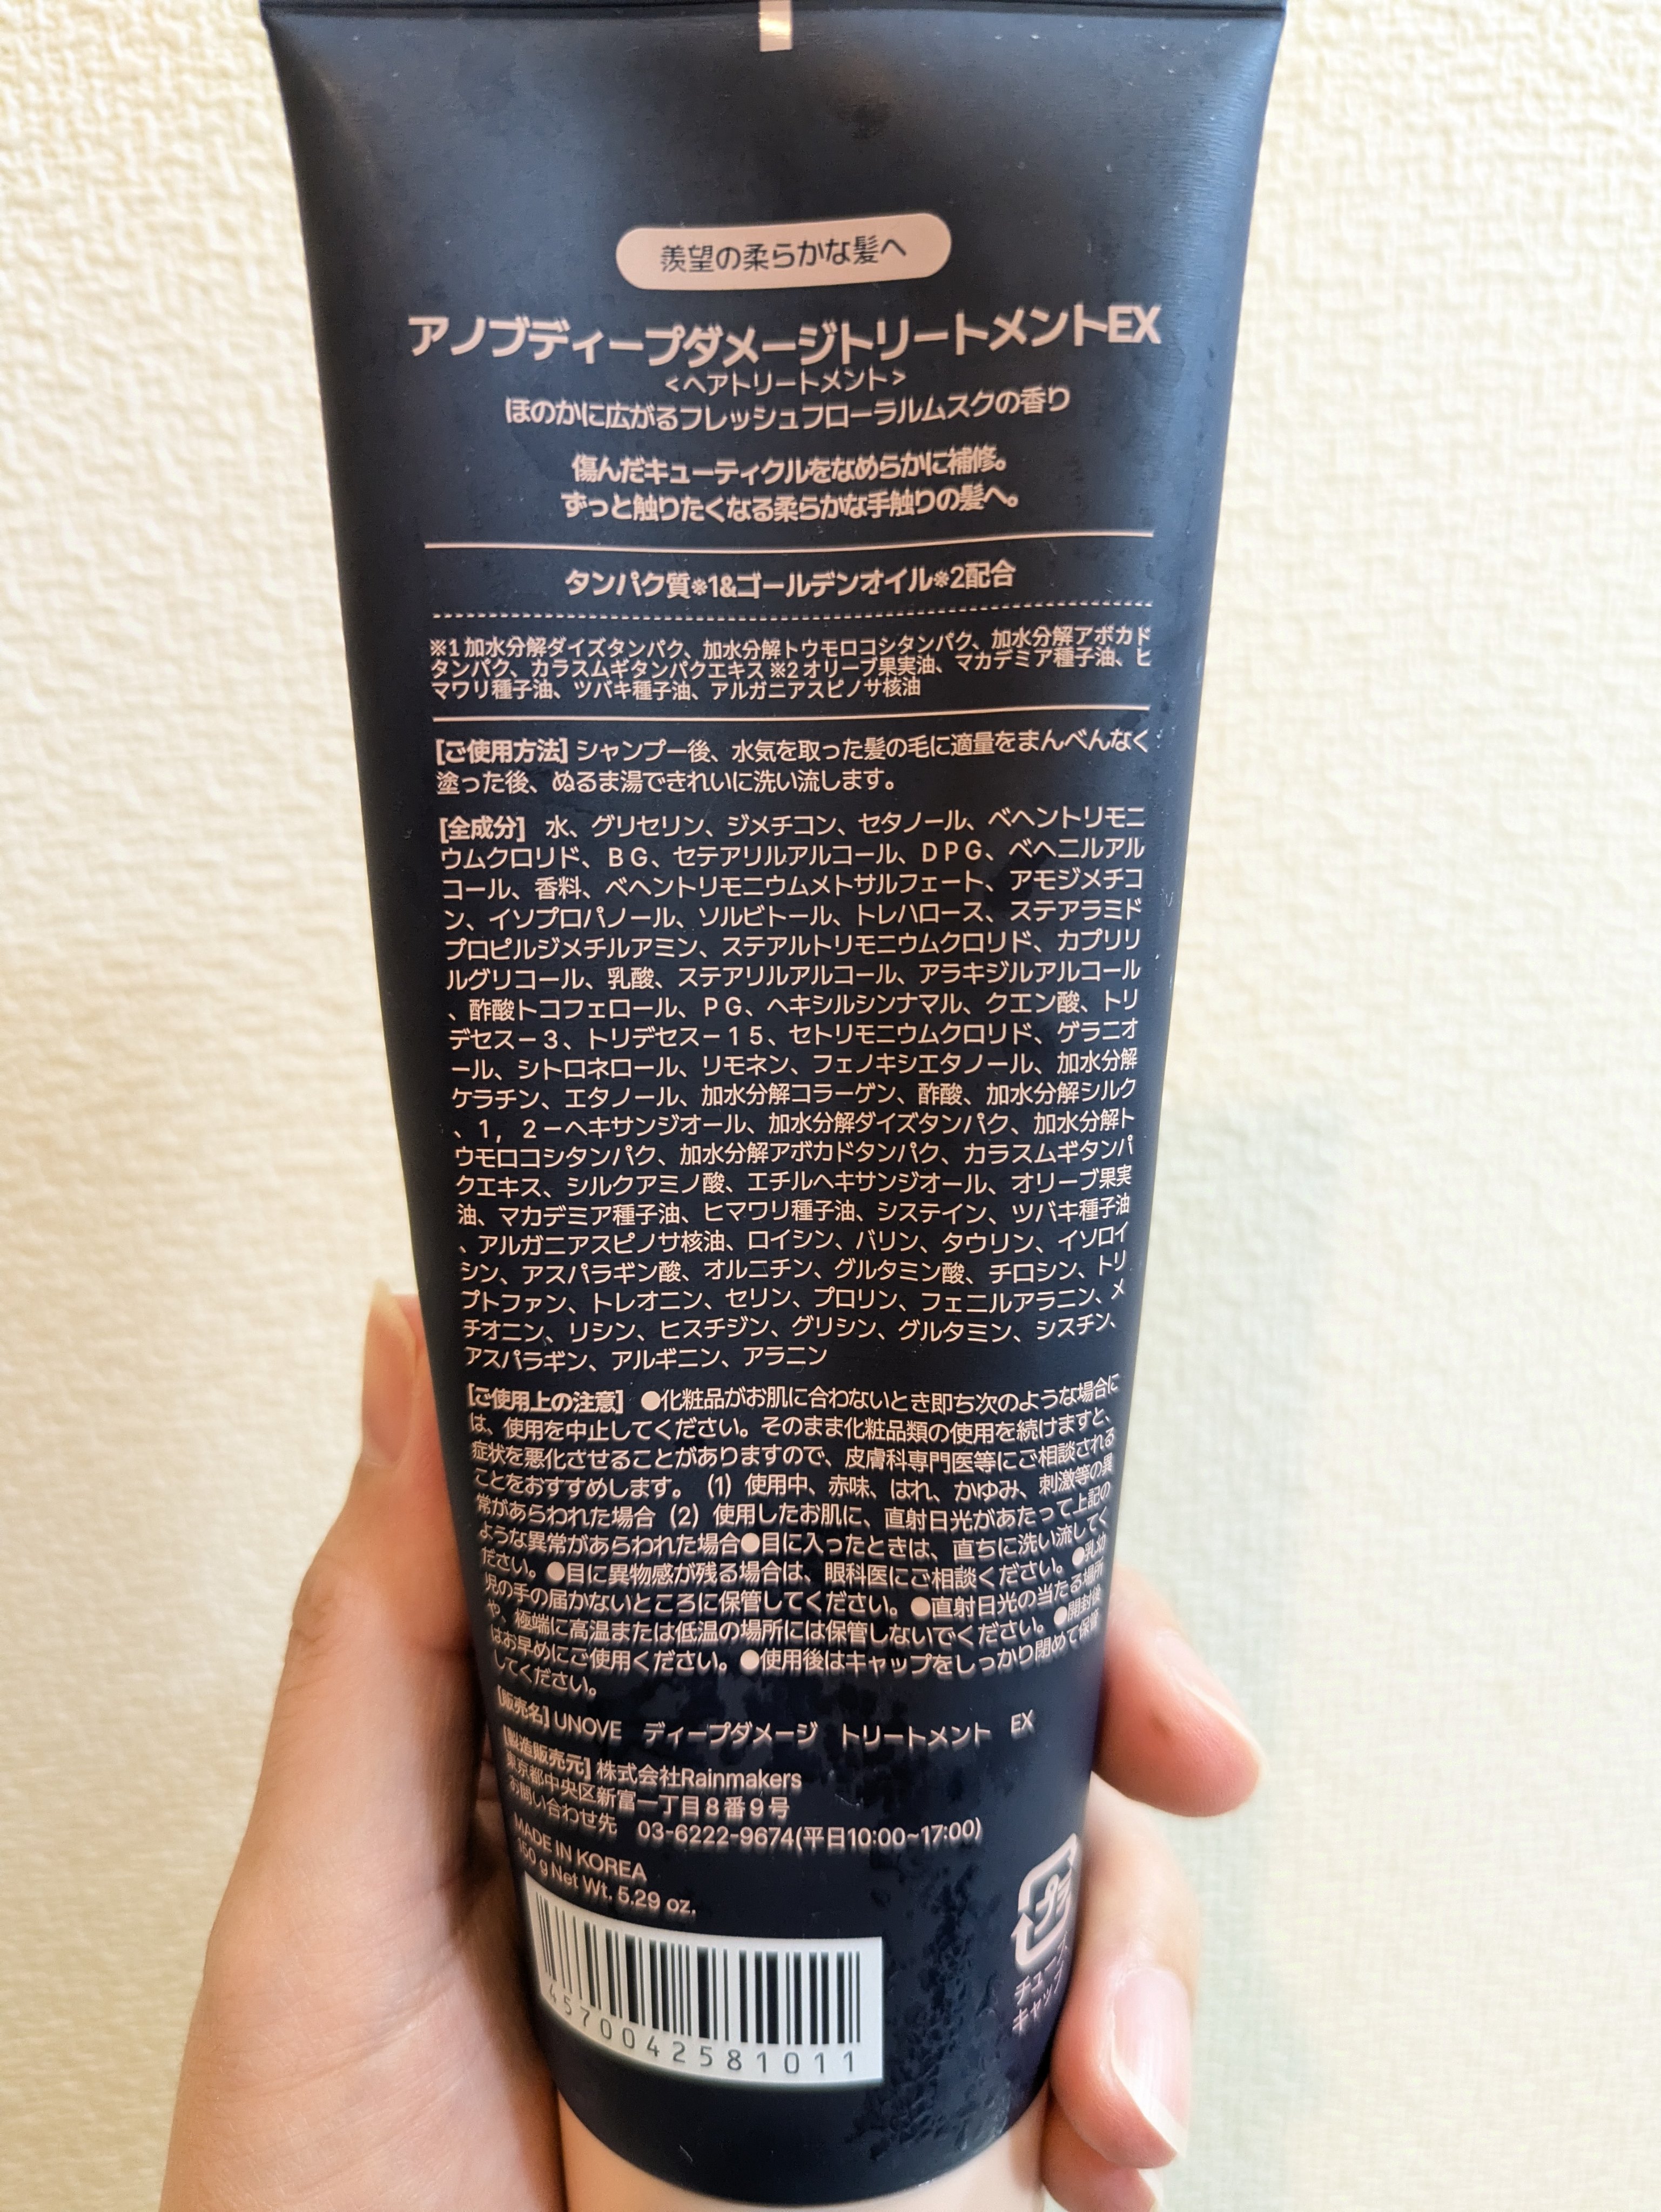 羨望の柔らかな髪へ
アノブディープダメージトリートメントEX
<ヘアトリートメント>
ほのかに広がるフレッシュフローラルムスクの香り
傷んだキューティクルをなめらかに補修。
ずっと触りたくなる柔らかな手触りの髪へ。
タンパク質※1&ゴールデンオイル※2配合
※1 加水分解ダイズタンパク、加水分解トウモロコシタンパク、加水分解アボカド
タンパク、カラスムギタンパクエキス ※2 オリーブ果実油、マカデミア種子油、ヒ
マワリ種子油、ツバキ種子油、アルガニアスピノサ核油
[ご使用方法] シャンプー後、水気を取った髪の毛に適量をまんべんなく
塗った後、ぬるま湯できれいに洗い流します。
[全成分] 水、グリセリン、ジメチコン、セタノール、ベヘントリモニ
ウムクロリド、BG、セテアリルアルコール、DPG、ベヘニルアル
コール、香料、ベヘントリモニウムメトサルフェート、アモジメチコ
ン、イソプロパノール、ソルビトール、トレハロース、ステアラミド
プロピルジメチルアミン、ステアルトリモニウムクロリド、カプリリ
ルグリコール、乳酸、ステアリルアルコール、アラキジルアルコール
、酢酸トコフェロール、PG、ヘキシルシンナマル、クエン酸、トリ
デセス－3、トリデセス－15、セトリモニウムクロリド、ゲラニオ
ール、シトロネロール、リモネン、フェノキシエタノール、加水分解
ケラチン、エタノール、加水分解コラーゲン、酢酸、加水分解シルク
、1, 2－ヘキサンジオール、加水分解ダイズタンパク、加水分解ト
ウモロコシタンパク、加水分解アボカドタンパク、カラスムギタンパ
クエキス、シルクアミノ酸、エチルヘキサンジオール、オリーブ果実
油、マカデミア種子油、ヒマワリ種子油、システイン、ツバキ種子油
、アルガニアスピノサ核油、ロイシン、バリン、タウリン、イソロイ
シン、アスパラギン酸、オルニチン、グルタミン酸、チロシン、トリ
プトファン、トレオニン、セリン、プロリン、フェニルアラニン、メ
チオニン、リシン、ヒスチジン、グリシン、グルタミン、シスチン、
アスパラギン、アルギニン、アラニン
[ご使用上の注意] ●化粧品がお肌に合わないとき即ち次のような場合に
は、使用を中止してください。そのまま化粧品類の使用を続けますと、
症状を悪化させることがありますので、皮膚科専門医等にご相談される
ことをおすすめします。 (1) 使用中、赤味、はれ、かゆみ、刺激等の異
常があらわれた場合 (2) 使用したお肌に、直射日光があたって上記の
ような異常があらわれた場合●目に入ったときは、直ちに洗い流してく
ださい。●目に異物感が残る場合は、眼科医にご相談ください。●乳幼
児の手の届かないところに保管してください。●直射日光の当たる場所
や、極端に高温または低温の場所には保管しないでください。●開封後
はお早めにご使用ください。●使用後はキャップをしっかり閉めて保管
してください。
[販売名] UNOVE ディープダメージ トリートメント EX
[製造販売元] 株式会社Rainmakers
東京都中央区新富一丁目8番9号
お問い合わせ先 03-6222-9674(平日10:00~17:00)
MADE IN KOREA
150 g Net Wt. 5.29 oz.
4570042581011
プラ
チューブ
キャップ